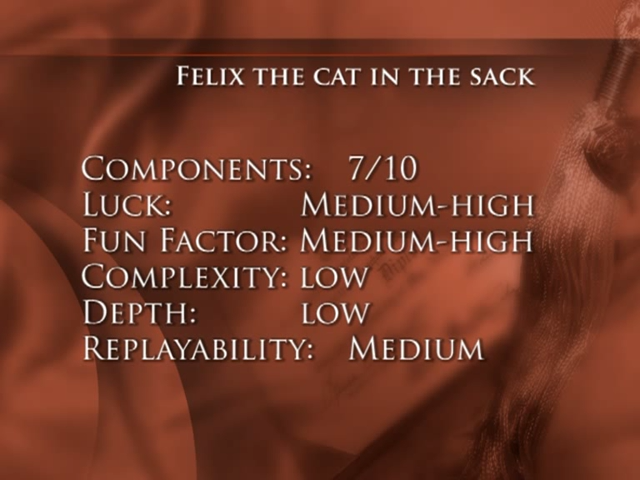 Felix the cat in the sack
Components: 7/10
Luck: Medium-high
Fun Factor: Medium-high
Complexity: low
Depth: low
Replayability: Medium